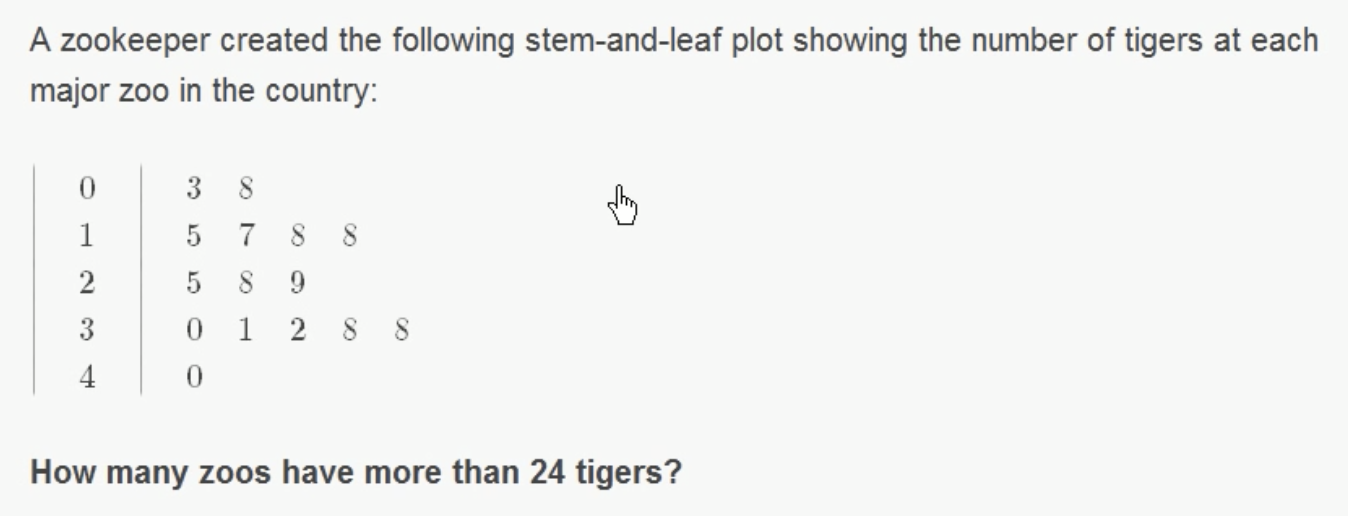 A zookeeper created the following stem-and-leaf plot showing the number of tigers at each
major zoo in the country:
0 3 8
1 5 7 8 8
2 5 8 9
3 0 1 2 8 8
4 0
How many zoos have more than 24 tigers?